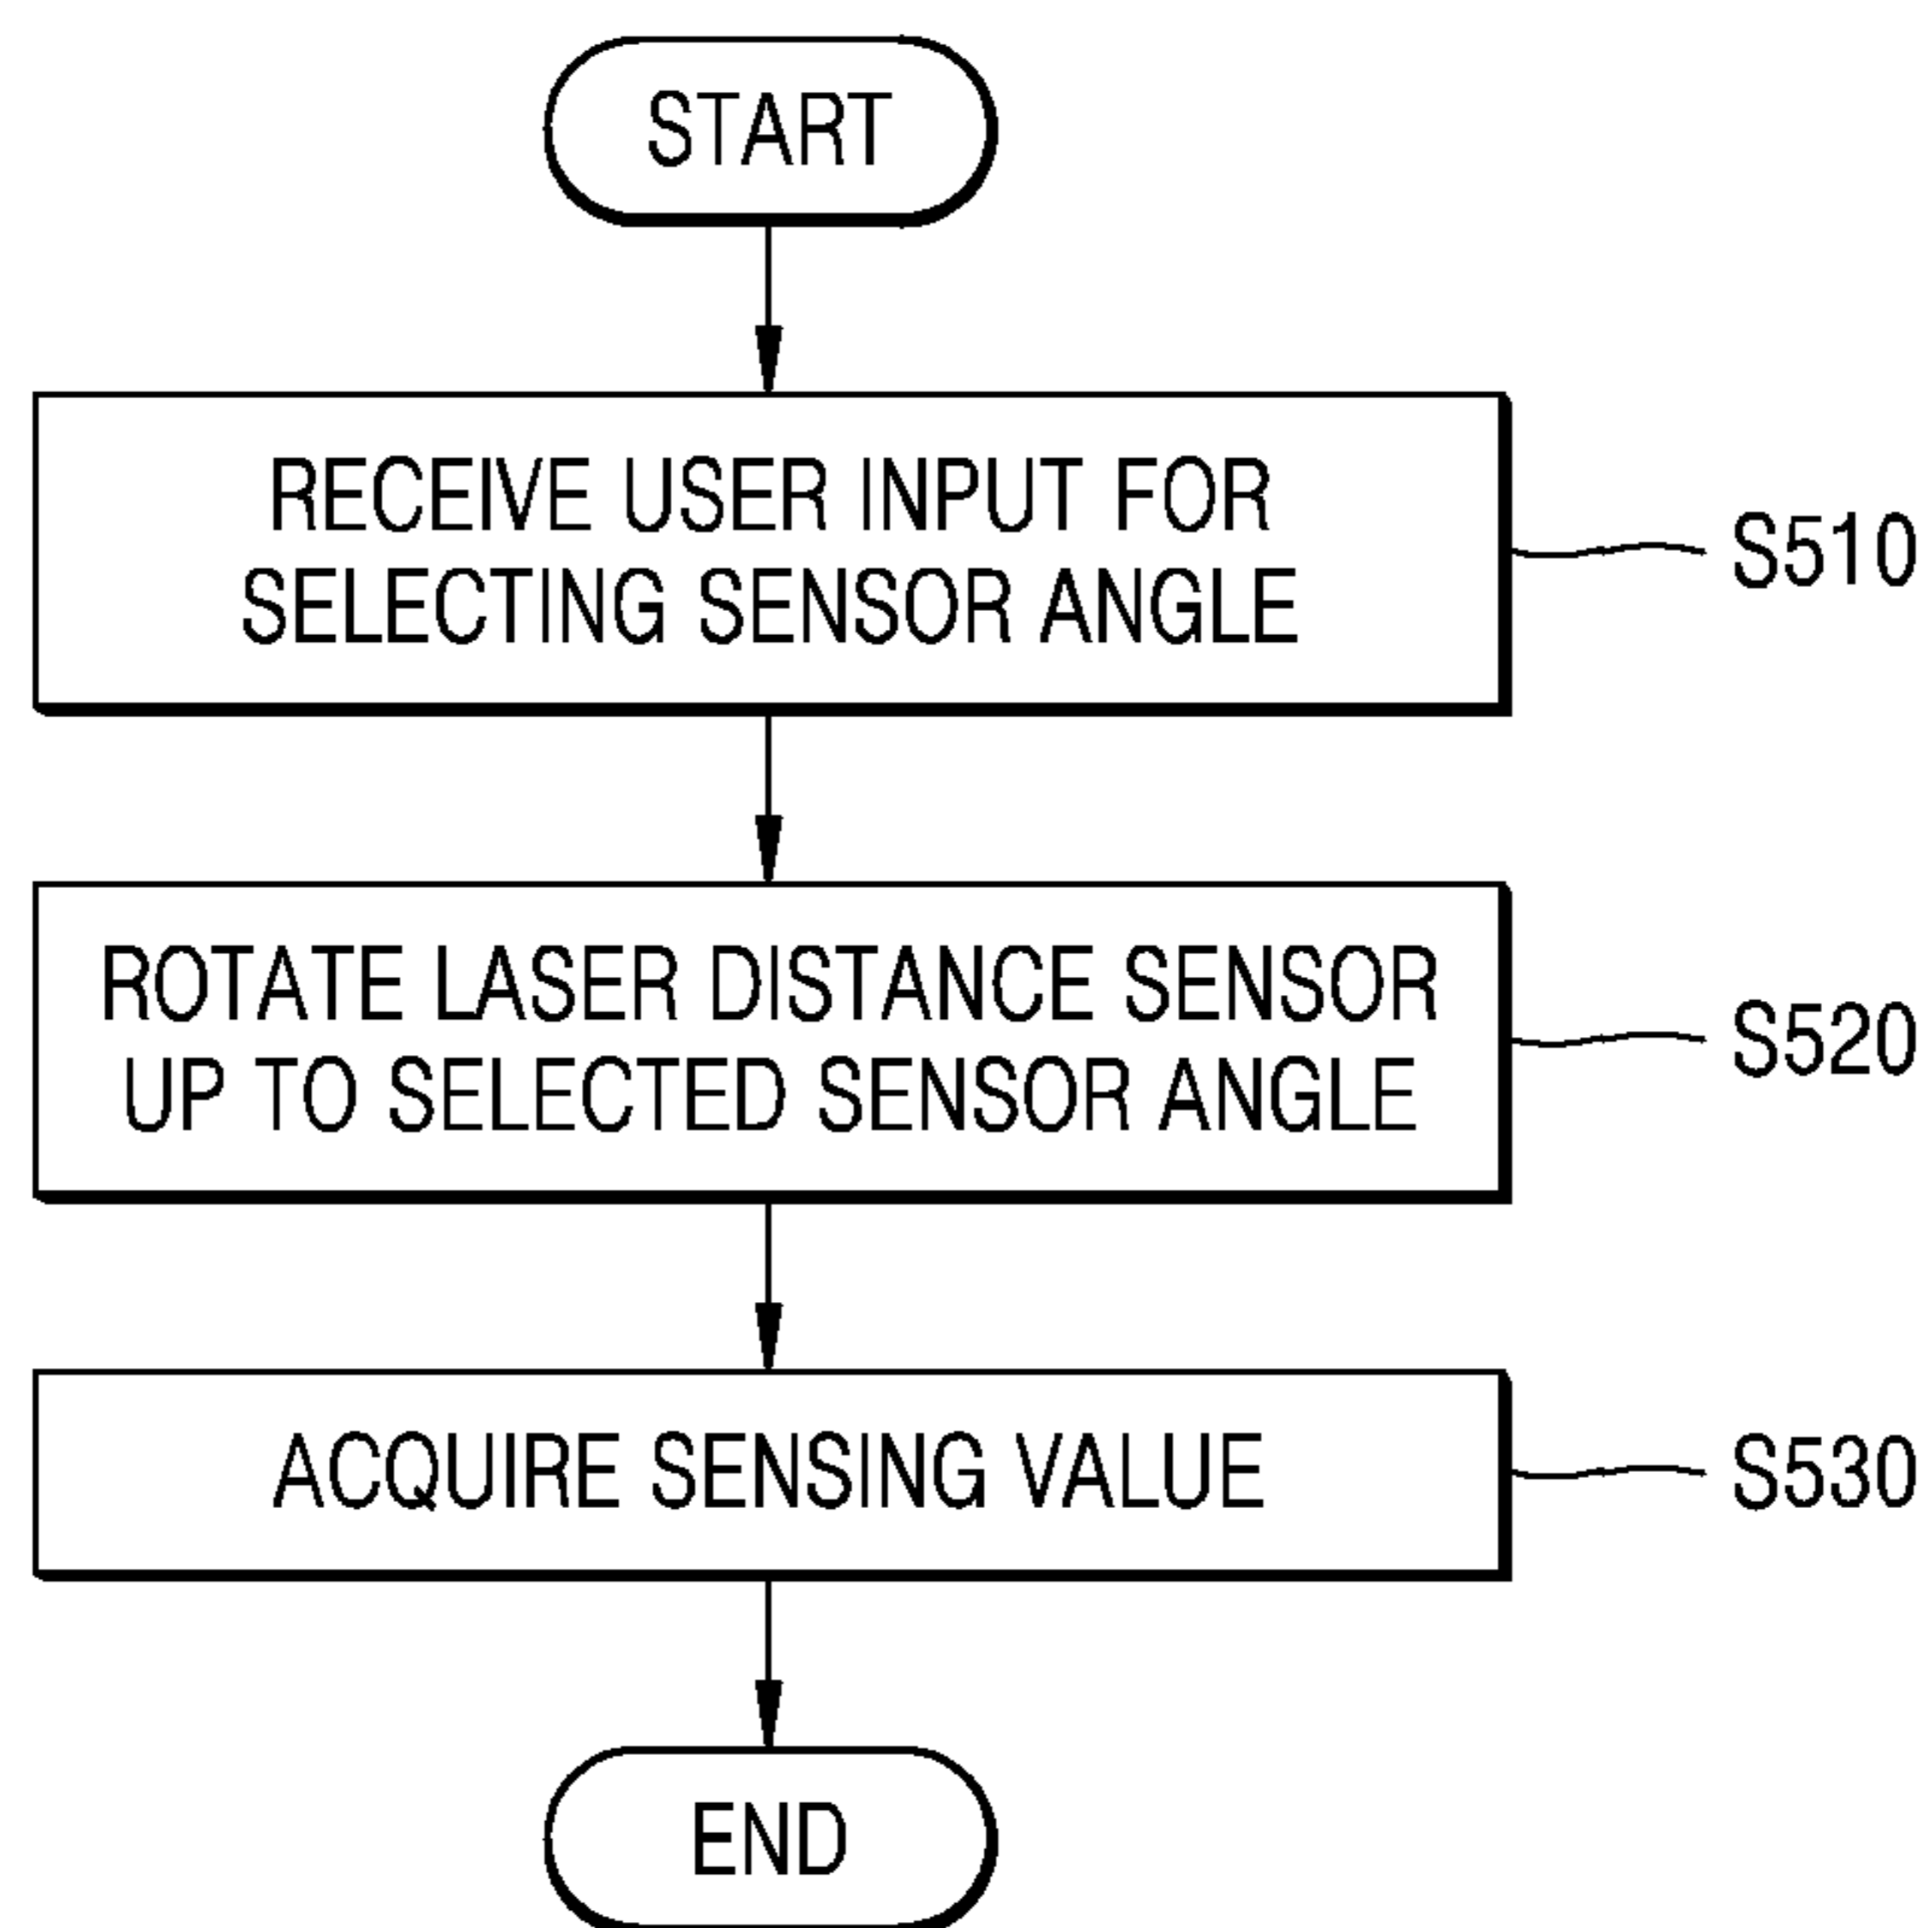 START
RECEIVE USER INPUT FOR
SELECTING SENSOR ANGLE
S510
ROTATE LASER DISTANCE SENSOR
UP TO SELECTED SENSOR ANGLE
S520
ACQUIRE SENSING VALUE
S530
END